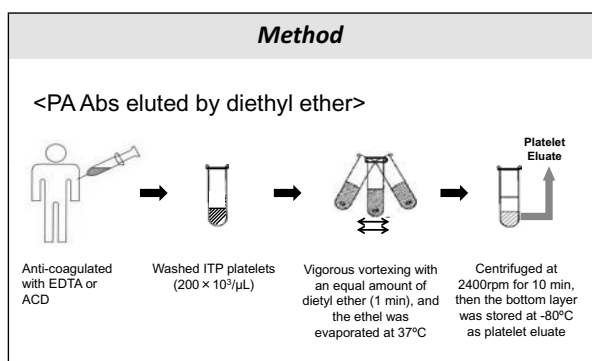 Method
<PA Abs eluted by diethyl ether>
Platelet
Eluate
Anti-coagulated
with EDTA or
ACD
Washed ITP platelets
(200 × 10³/μL)
Vigorous vortexing with
an equal amount of
dietyl ether (1 min), and
the ethel was
evaporated at 37ºC
Centrifuged at
2400rpm for 10 min,
then the bottom layer
was stored at -80ºC
as platelet eluate